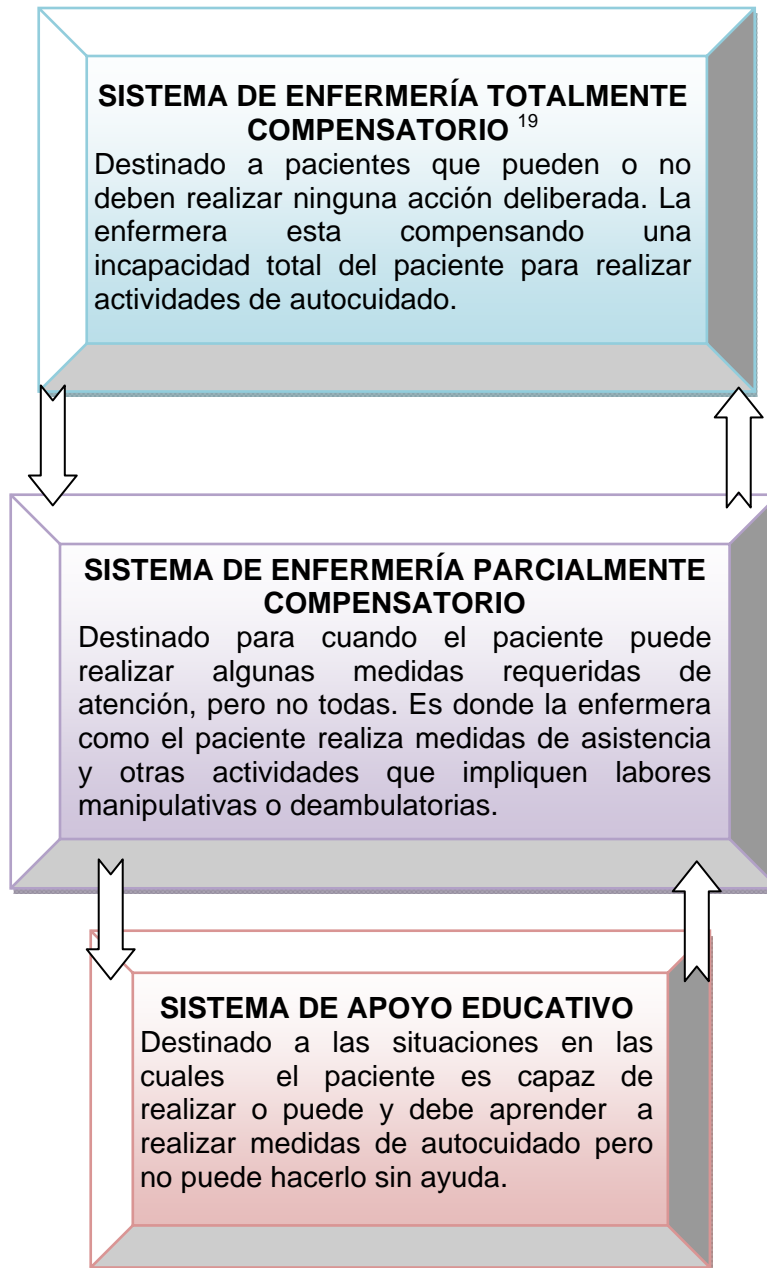 SISTEMA DE ENFERMERÍA TOTALMENTE
COMPENSATORIO 19
Destinado a pacientes que pueden o no
deben realizar ninguna acción deliberada. La
enfermera esta compensando una
incapacidad total del paciente para realizar
actividades de autocuidado.
SISTEMA DE ENFERMERÍA PARCIALMENTE
COMPENSATORIO
Destinado para cuando el paciente puede
realizar algunas medidas requeridas de
atención, pero no todas. Es donde la enfermera
como el paciente realiza medidas de asistencia
y otras actividades que impliquen labores
manipulativas o deambulatorias.
SISTEMA DE APOYO EDUCATIVO
Destinado a las situaciones en las
cuales el paciente es capaz de
realizar o puede y debe aprender a
realizar medidas de autocuidado pero
no puede hacerlo sin ayuda.